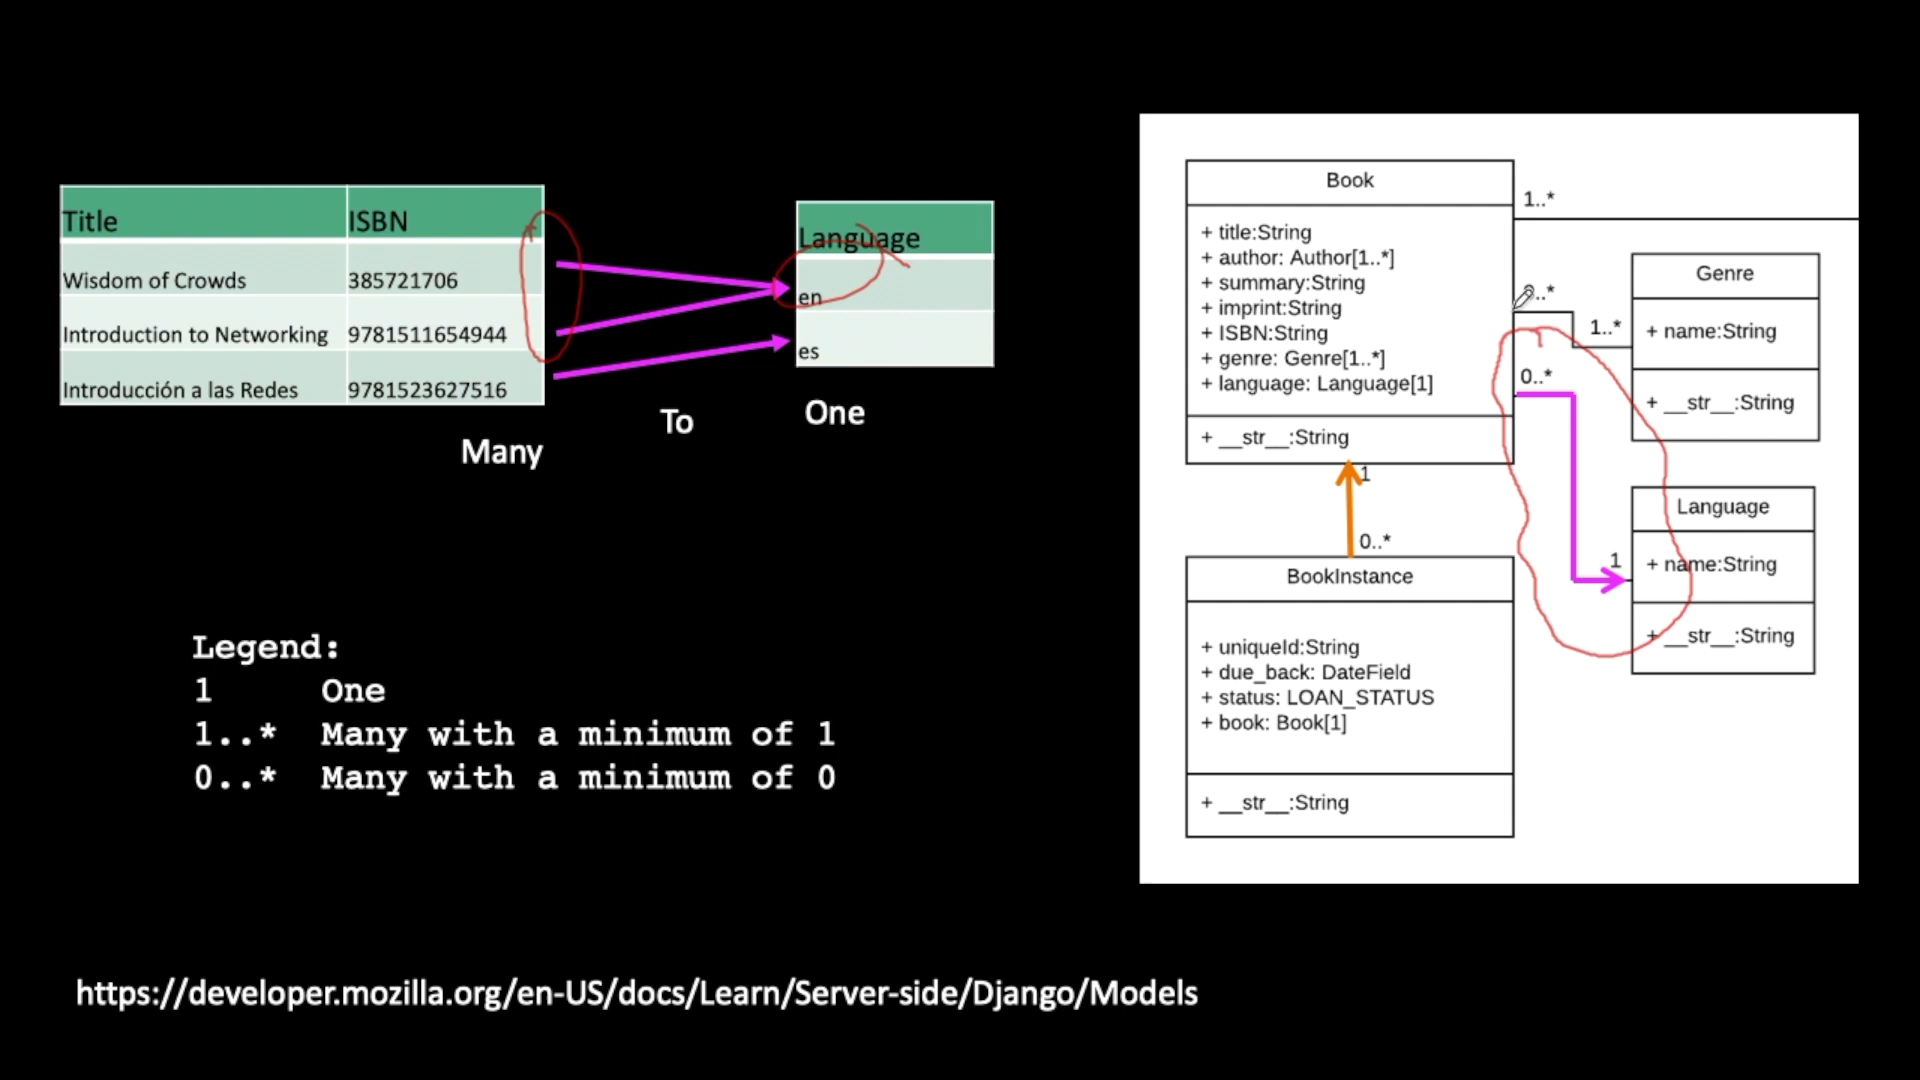 Title ISBN
Wisdom of Crowds 385721706
Introduction to Networking 9781511654944
Introducción a las Redes 9781523627516
Many
To
One
Language
en
es
Legend:
1 One
1..* Many with a minimum of 1
0..* Many with a minimum of 0
Book
+ title:String
+ author: Author[1..*]
+ summary:String
+ imprint:String
+ ISBN:String
+ genre: Genre[1..*]
+ language: Language[1]
+ __str__:String
1..*
..*
1..*
0..*
1
1
0..*
Genre
+ name:String
+ __str__:String
Language
+ name:String
+ __str__:String
BookInstance
+ uniqueId:String
+ due_back: DateField
+ status: LOAN_STATUS
+ book: Book[1]
+ __str__:String
https://developer.mozilla.org/en-US/docs/Learn/Server-side/Django/Models